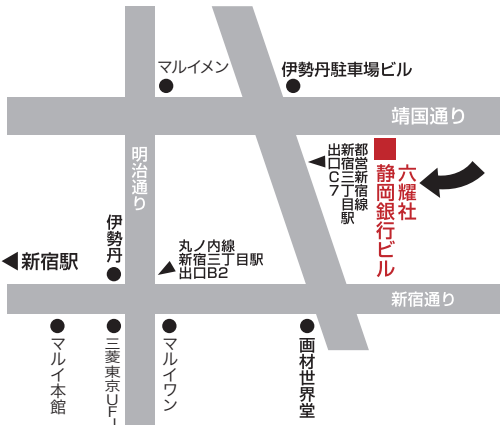 マルイメン
伊勢丹駐車場ビル
靖国通り
明治通り
都営新宿線
新宿三丁目駅
出口C7
六耀社
静岡銀行ビル
伊勢丹
新宿駅
丸ノ内線
新宿三丁目駅
出口B2
新宿通り
マルイ本館
三菱東京UFJ
マルイワン
画材世界堂